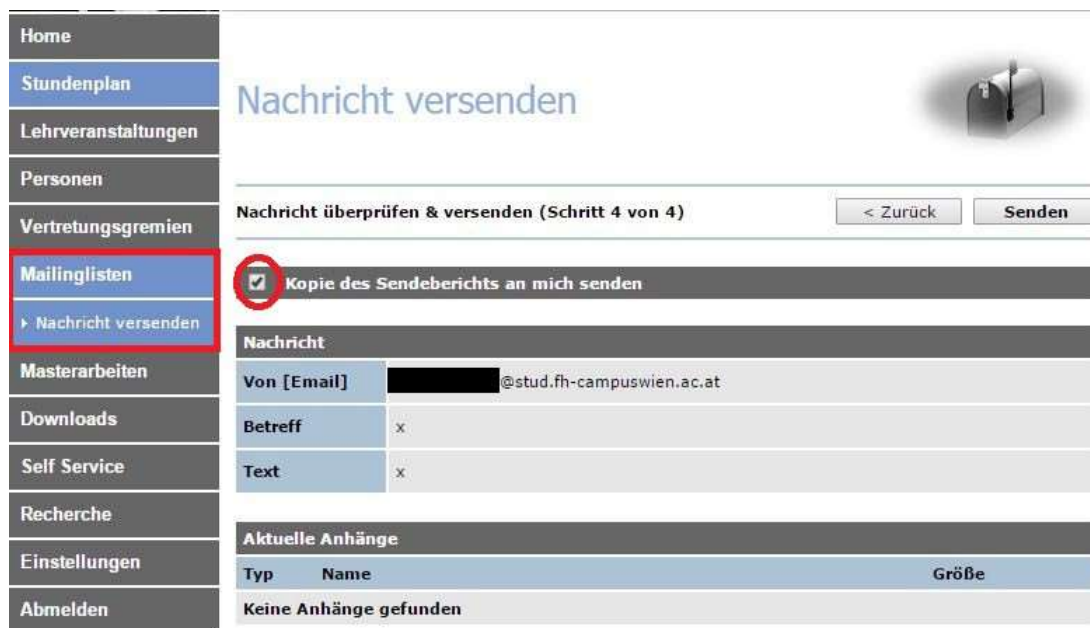 Home
Stundenplan
Lehrveranstaltungen
Personen
Vertretungsgremien
Mailinglisten
Nachricht versenden
Masterarbeiten
Downloads
Self Service
Recherche
Einstellungen
Abmelden
Nachricht versenden
Nachricht überprüfen & versenden (Schritt 4 von 4) < Zurück Senden
Kopie des Sendeberichts an mich senden
Nachricht
Von [Email] @stud.fh-campuswien.ac.at
Betreff x
Text x
Aktuelle Anhänge
Typ Name Größe
Keine Anhänge gefunden